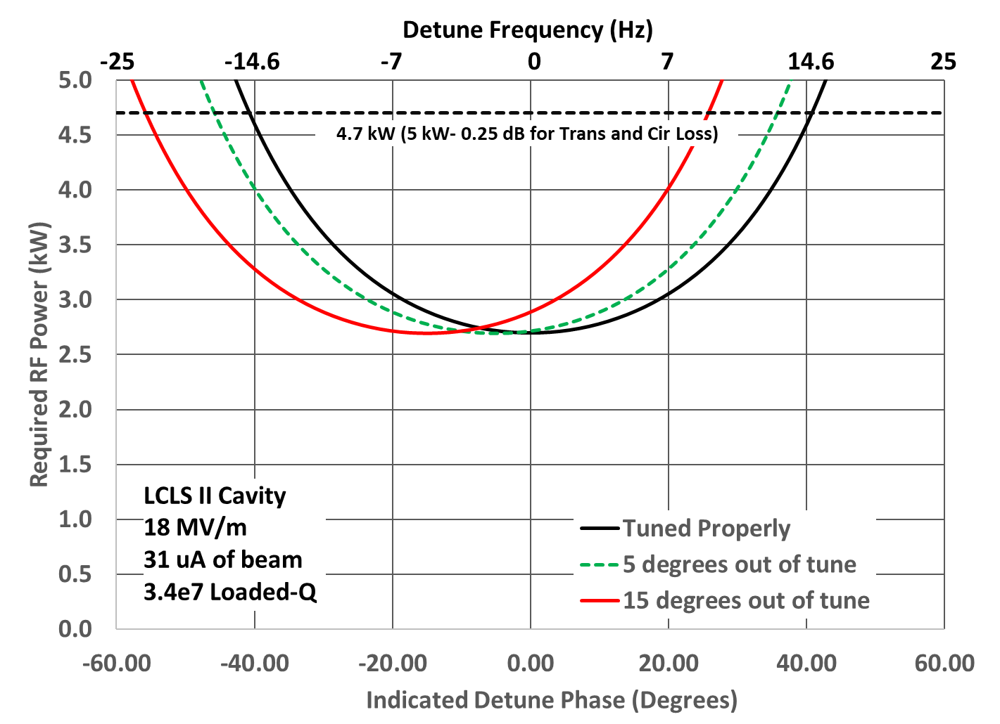 Detune Frequency (Hz)
-25 -14.6 -7 0 7 14.6 25
5.0
4.7 kW (5 kW- 0.25 dB for Trans and Cir Loss)
4.5
4.0
3.5
3.0
2.5
2.0
1.5
1.0
0.5
0.0
Required RF Power (kW)
LCLS II Cavity
18 MV/m
31 uA of beam
3.4e7 Loaded-Q
Tuned Properly
5 degrees out of tune
15 degrees out of tune
-60.00 -40.00 -20.00 0.00 20.00 40.00 60.00
Indicated Detune Phase (Degrees)